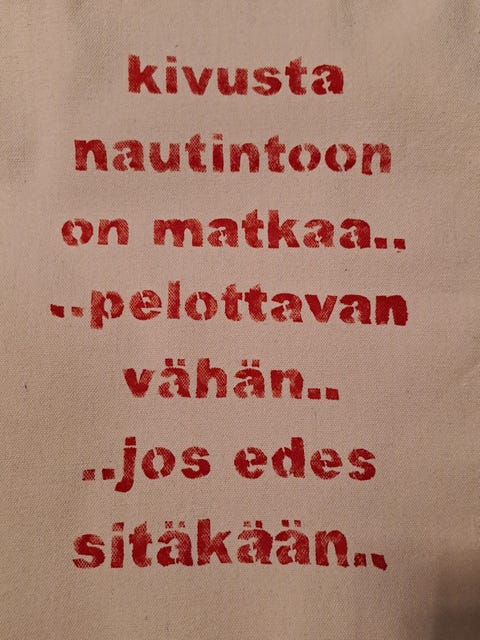 kivusta
nautintoon
on matkaa..
..pelottavan
vähän..
..jos edes
sitäkään..